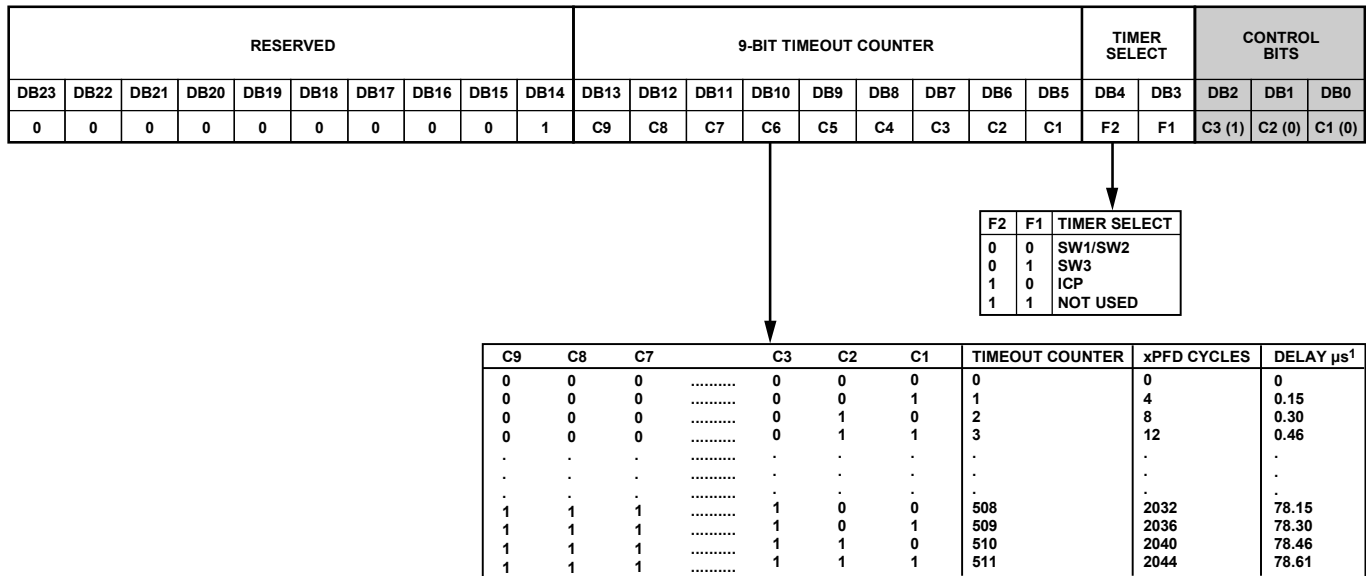 RESERVED 9-BIT TIMEOUT COUNTER TIMER SELECT CONTROL BITS
DB23 DB22 DB21 DB20 DB19 DB18 DB17 DB16 DB15 DB14 DB13 DB12 DB11 DB10 DB9 DB8 DB7 DB6 DB5 DB4 DB3 DB2 DB1 DB0
0 0 0 0 0 0 0 0 0 1 C9 C8 C7 C6 C5 C4 C3 C2 C1 F2 F1 C3 (1) C2 (0) C1 (0)
F2 F1 TIMER SELECT
0 0 SW1/SW2
0 1 SW3
1 0 ICP
1 1 NOT USED
C9 C8 C7 C3 C2 C1 TIMEOUT COUNTER xPFD CYCLES DELAY µs1
0 0 0 .......... 0 0 0 0 0 0
0 0 0 .......... 0 0 1 1 4 0.15
0 0 0 .......... 0 1 0 2 8 0.30
0 0 0 .......... 0 1 1 3 12 0.46
. . . .......... . . . . . .
. . . .......... . . . . . .
. . . .......... . . . . . .
1 1 1 .......... 1 0 0 508 2032 78.15
1 1 1 .......... 1 0 1 509 2036 78.30
1 1 1 .......... 1 1 0 510 2040 78.46
1 1 1 .......... 1 1 1 511 2044 78.61